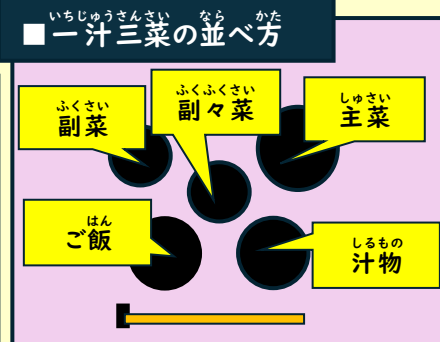 いちじゅうさんさい なら かた
■一汁三菜の並べ方
ふくふくさい
副々菜
ふくさい
副菜
しゅさい
主菜
はん
ご飯
しるもの
汁物